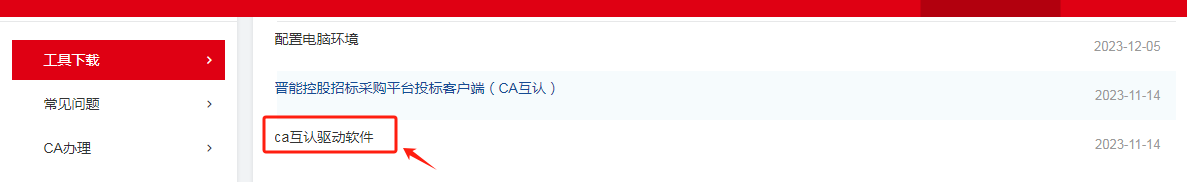 工具下载
常见问题
CA办理
配置电脑环境
2023-12-05
晋能控股招标采购平台投标客户端（CA互认）
2023-11-14
ca互认驱动软件
2023-11-14